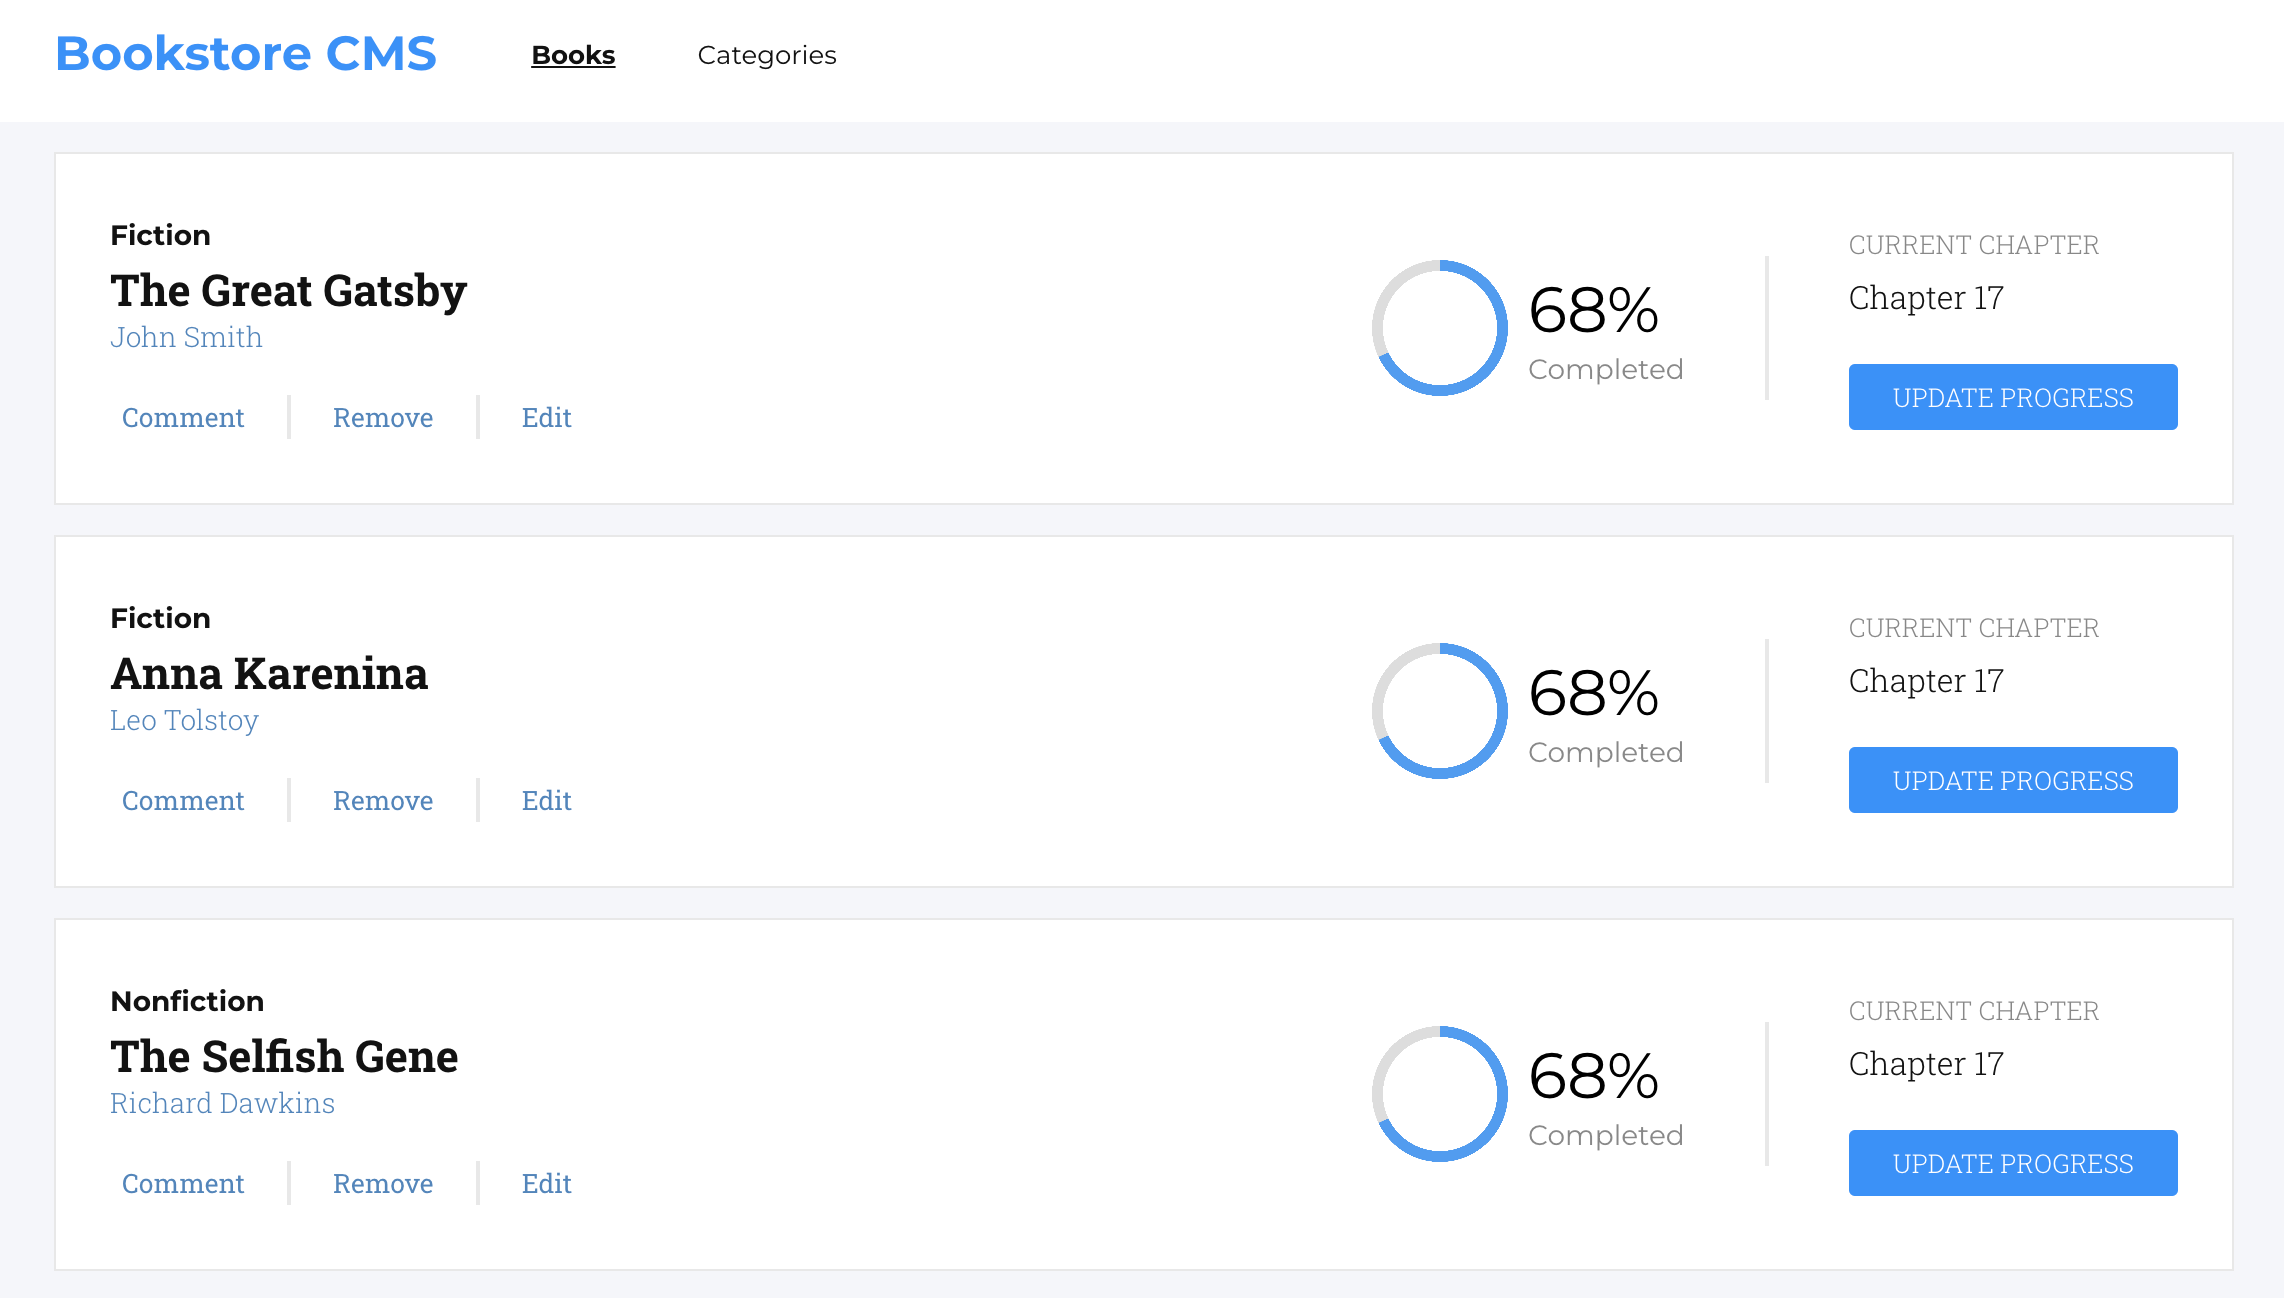 Bookstore CMS Books Categories
Fiction
The Great Gatsby
John Smith
Comment Remove Edit
68%
Completed
CURRENT CHAPTER
Chapter 17
UPDATE PROGRESS
Fiction
Anna Karenina
Leo Tolstoy
Comment Remove Edit
68%
Completed
CURRENT CHAPTER
Chapter 17
UPDATE PROGRESS
Nonfiction
The Selfish Gene
Richard Dawkins
Comment Remove Edit
68%
Completed
CURRENT CHAPTER
Chapter 17
UPDATE PROGRESS